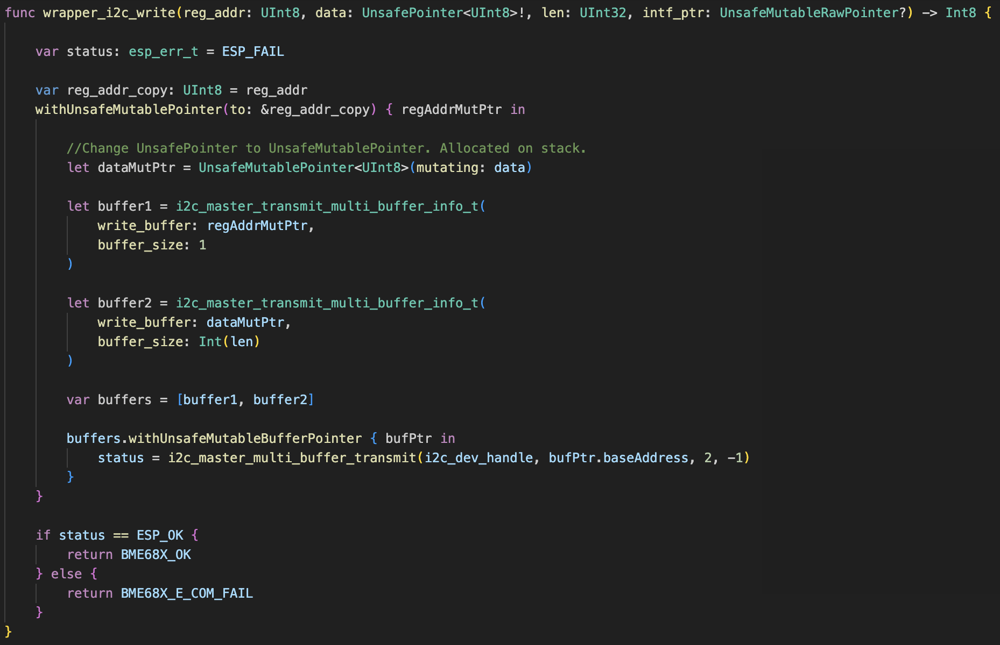 func wrapper_i2c_write(reg_addr: UInt8, data: UnsafePointer<UInt8>!, len: UInt32, intf_ptr: UnsafeMutableRawPointer?) -> Int8 {
var status: esp_err_t = ESP_FAIL
var reg_addr_copy: UInt8 = reg_addr
withUnsafeMutablePointer(to: &reg_addr_copy) { regAddrMutPtr in
//Change UnsafePointer to UnsafeMutablePointer. Allocated on stack.
let dataMutPtr = UnsafeMutablePointer<UInt8>(mutating: data)
let buffer1 = i2c_master_transmit_multi_buffer_info_t(
write_buffer: regAddrMutPtr,
buffer_size: 1
)
let buffer2 = i2c_master_transmit_multi_buffer_info_t(
write_buffer: dataMutPtr,
buffer_size: Int(len)
)
var buffers = [buffer1, buffer2]
buffers.withUnsafeMutableBufferPointer { bufPtr in
status = i2c_master_multi_buffer_transmit(i2c_dev_handle, bufPtr.baseAddress, 2, -1)
}
}
if status == ESP_OK {
return BME68X_OK
} else {
return BME68X_E_COM_FAIL
}
}